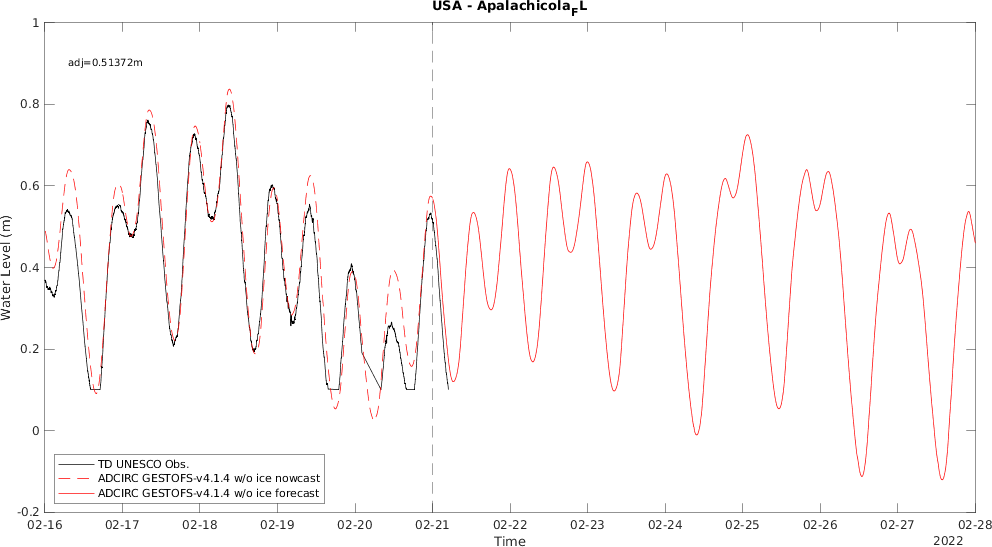 USA - Apalachicola_FL
adj=0.51372m
1
0.8
0.6
0.4
0.2
0
-0.2
Water Level (m)
TD UNESCO Obs.
ADCIRC GESTOFS-v4.1.4 w/o ice nowcast
ADCIRC GESTOFS-v4.1.4 w/o ice forecast
02-16 02-17 02-18 02-19 02-20 02-21 02-22 02-23 02-24 02-25 02-26 02-27 02-28
Time
2022